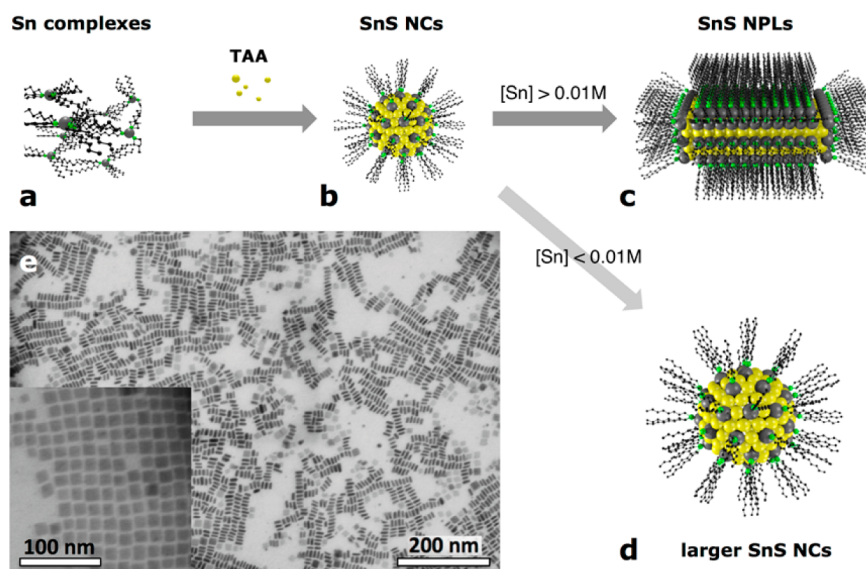 Sn complexes
TAA
SnS NCs
[Sn] > 0.01M
SnS NPLs
a
b
c
[Sn] < 0.01M
e
100 nm
200 nm
d
larger SnS NCs